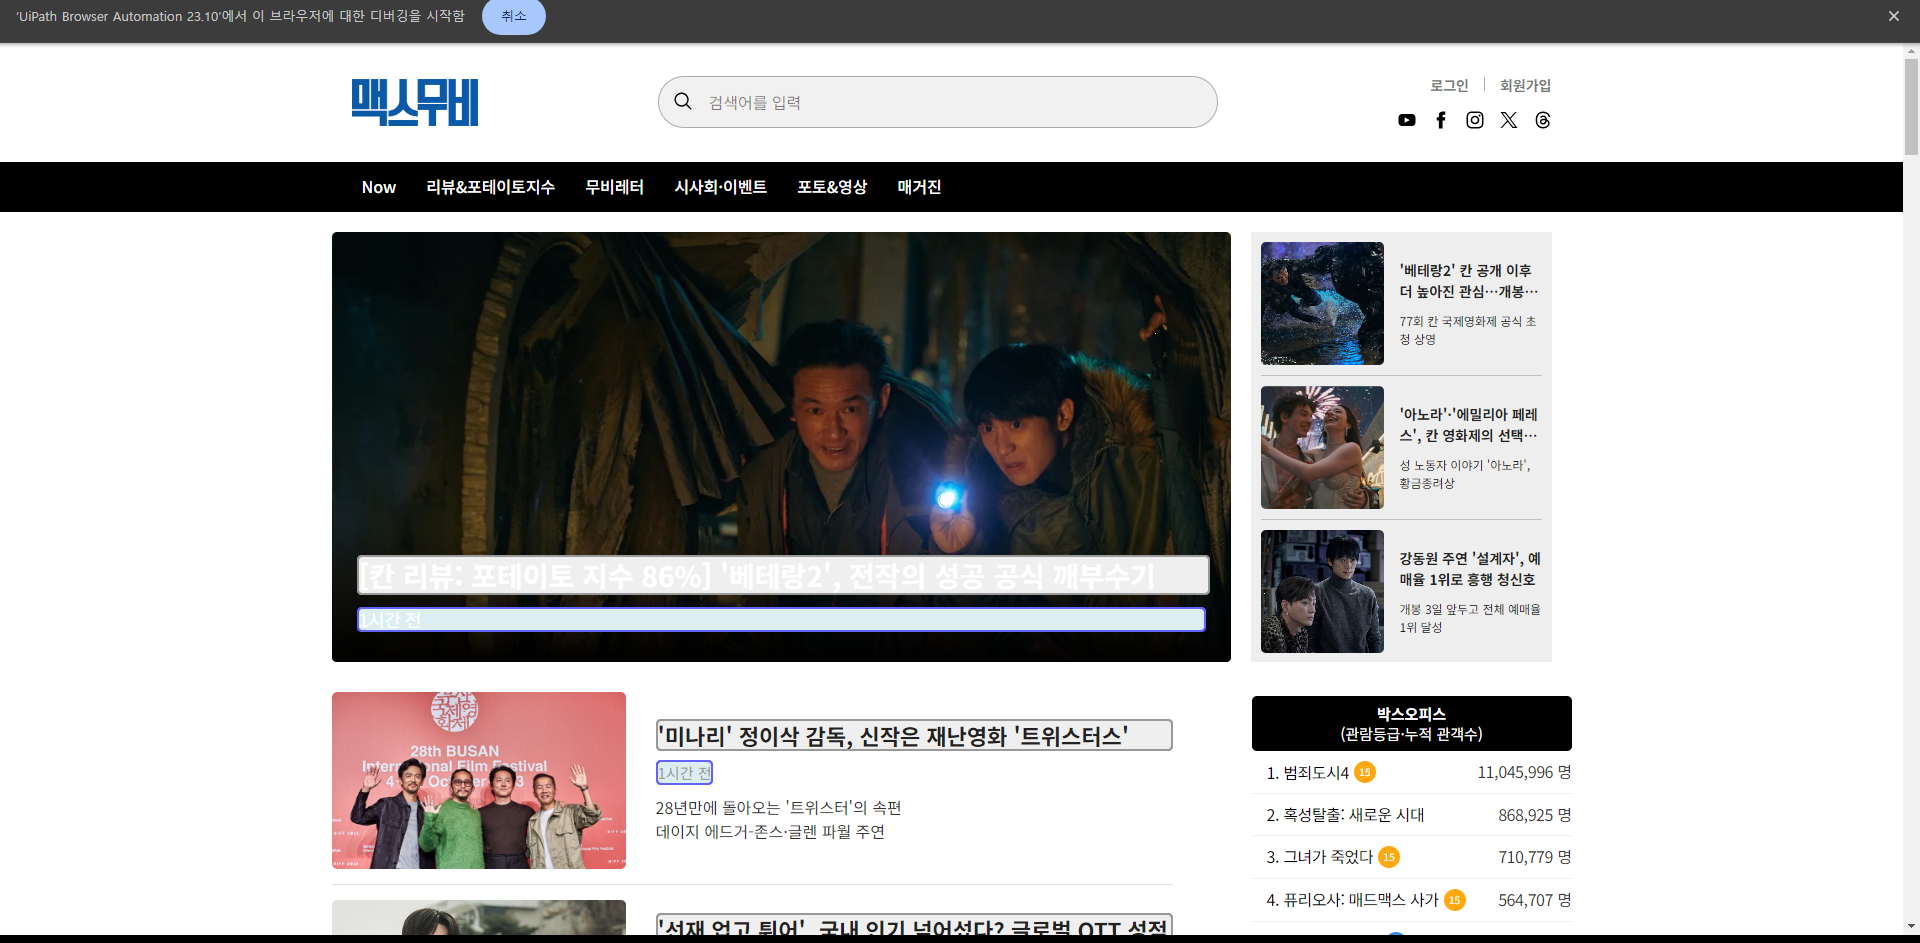 'UiPath Browser Automation 23.10'에서 이 브라우저에 대한 디버깅을 시작함
취소
맥스무비
검색어를 입력
로그인
회원가입
Now
리뷰&포테이토지수
무비레터
시사회·이벤트
포토&영상
매거진
[칸 리뷰: 포테이토 지수 86%] '베테랑2', 전작의 성공 공식 깨부수기
1시간 전
'베테랑2' 칸 공개 이후
더 높아진 관심…개봉…
77회 칸 국제영화제 공식 초
청 상영
'아노라'·'에밀리아 페레
스', 칸 영화제의 선택…
성 노동자 이야기 '아노라',
황금종려상
강동원 주연 '설계자', 예
매율 1위로 흥행 청신호
개봉 3일 앞두고 전체 예매율
1위 달성
28th BUSAN
International Film Festival
'미나리' 정이삭 감독, 신작은 재난영화 '트위스터스'
1시간 전
28년만에 돌아오는 '트위스터'의 속편
데이지 에드거-존스·글렌 파월 주연
'선재 업고 튀어', 국내 인기 넘어섰다? 글로벌 OTT 성적
박스오피스
(관람등급·누적 관객수)
1. 범죄도시4 15 11,045,996 명
2. 혹성탈출: 새로운 시대 868,925 명
3. 그녀가 죽었다 15 710,779 명
4. 퓨리오사: 매드맥스 사가 15 564,707 명